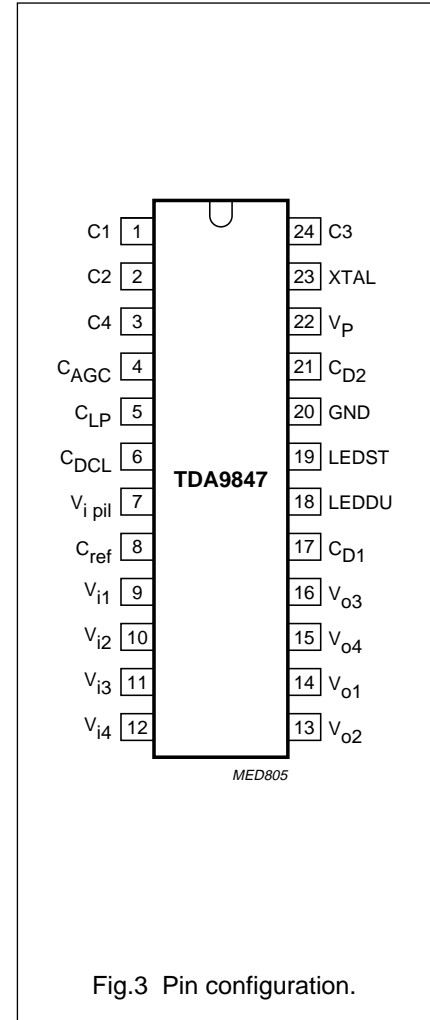 C1 1 24 C3
C2 2 23 XTAL
C4 3 22 VP
CAGC 4 21 CD2
CLP 5 20 GND
CDCL 6 19 LEDST
TDA9847
Vi pil 7 18 LEDDU
Cref 8 17 CD1
Vi1 9 16 Vo3
Vi2 10 15 Vo4
Vi3 11 14 Vo1
Vi4 12 13 Vo2
MED805
Fig.3 Pin configuration.